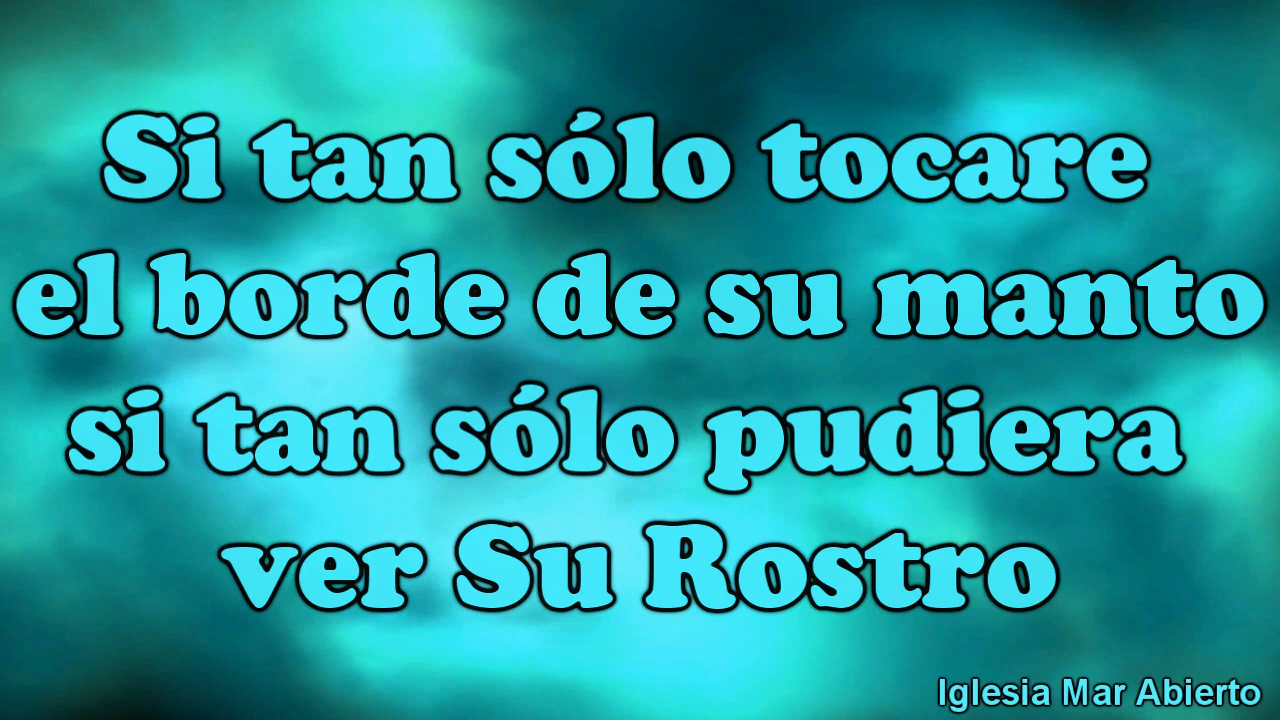 Si tan sólo tocare
el borde de su manto
si tan sólo pudiera
ver Su Rostro
Iglesia Mar Abierto